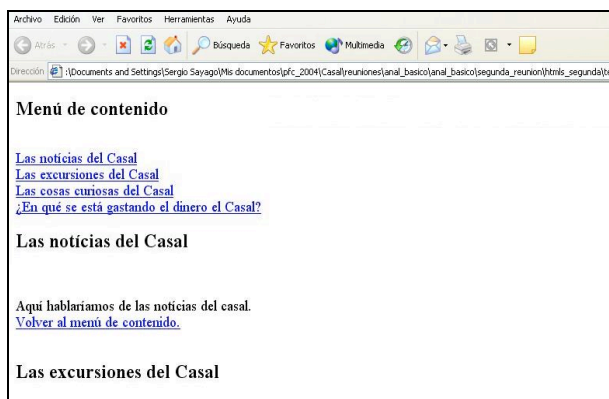 Archivo Edición Ver Favoritos Herramientas Ayuda
Atrás Búsqueda Favoritos Multimedia
Dirección :\Documents and Settings\Sergio Sayago\Mis documentos\pfc_2004\Casal\reuniones\anal_basico\anal_basico\segunda_reunion\htmls_segunda\te
Menú de contenido
Las notícias del Casal
Las excursiones del Casal
Las cosas curiosas del Casal
¿En qué se está gastando el dinero el Casal?
Las notícias del Casal
Aquí hablaríamos de las notícias del casal.
Volver al menú de contenido.
Las excursiones del Casal